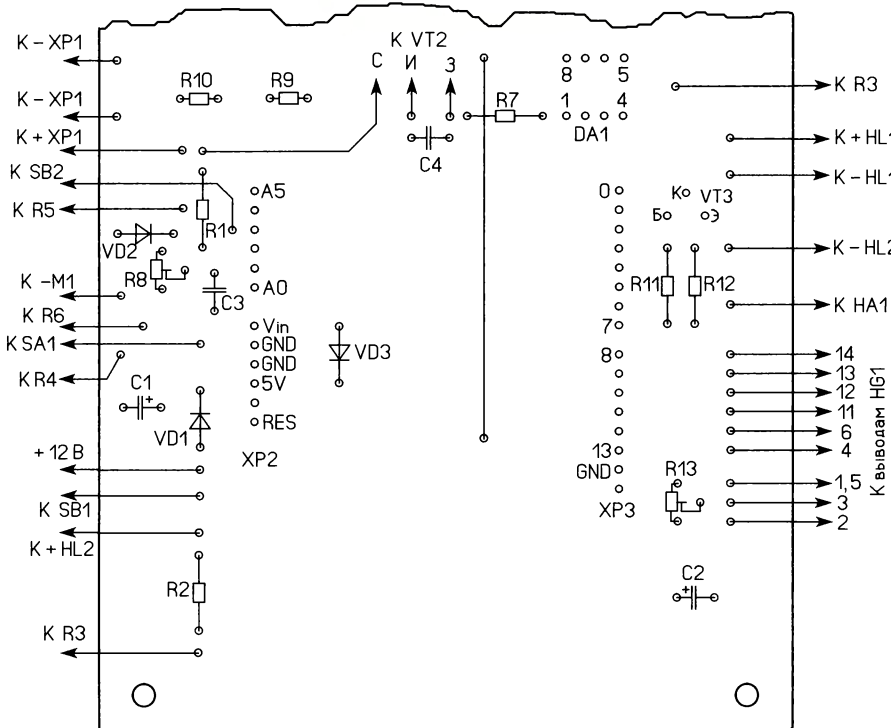 К – XP1
К – XP1
К + XP1
К SB2
К R5
К –M1
К R6
К SA1
К R4
+ 12 В
К SB1
К + HL2
К R3
R10
R9
К VT2
С
И
З
C4
R7
8
5
1
4
DA1
A5
R1
VD2
R8
C3
A0
Vin
GND
GND
5V
RES
XP2
VD3
C1
+
VD1
R2
0
7
8
13
GND
XP3
К
Б
Э
VT3
R11
R12
R13
C2
+
К R3
К + HL1
К – HL1
К – HL2
К HA1
14
13
12
11
6
4
1,5
3
2
К выводам HG1